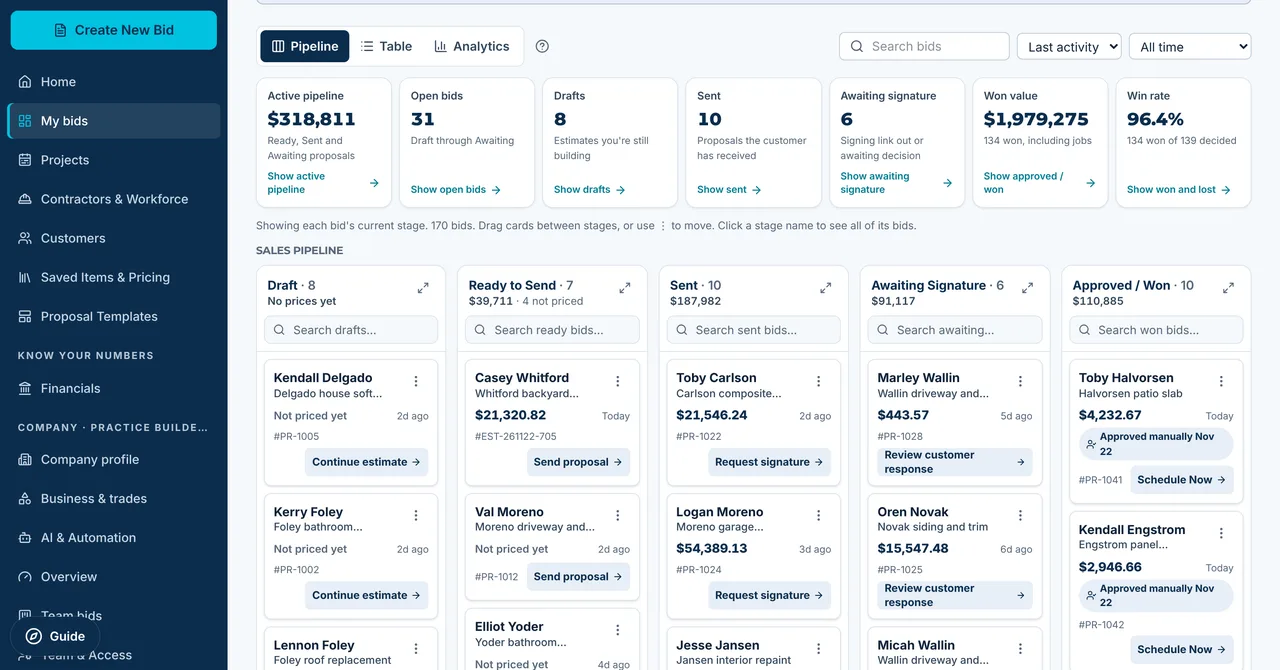 Create New Bid
Home
My bids
Projects
Contractors & Workforce
Customers
Saved Items & Pricing
Proposal Templates
KNOW YOUR NUMBERS
Financials
COMPANY · PRACTICE BUILDE...
Company profile
Business & trades
AI & Automation
Overview
Team bids
Guide
Team & Access
Pipeline
Table
Analytics
Search bids
Last activity
All time
Active pipeline
$318,811
Ready, Sent and
Awaiting proposals
Show active
pipeline
Open bids
31
Draft through Awaiting
Show open bids
Drafts
8
Estimates you're still
building
Show drafts
Sent
10
Proposals the customer
has received
Show sent
Awaiting signature
6
Signing link out or
awaiting decision
Show awaiting
signature
Won value
$1,979,275
134 won, including jobs
Show approved /
won
Win rate
96.4%
134 won of 139 decided
Show won and lost
Showing each bid's current stage. 170 bids. Drag cards between stages, or use ⋮ to move. Click a stage name to see all of its bids.
SALES PIPELINE
Draft · 8
No prices yet
Search drafts...
Kendall Delgado
Delgado house soft...
Not priced yet 2d ago
#PR-1005
Continue estimate
Kerry Foley
Foley bathroom...
Not priced yet 2d ago
#PR-1002
Continue estimate
Lennon Foley
Foley roof replacement
Ready to Send · 7
$39,711 · 4 not priced
Search ready bids...
Casey Whitford
Whitford backyard...
$21,320.82 Today
#EST-261122-705
Send proposal
Val Moreno
Moreno driveway and...
Not priced yet 2d ago
#PR-1012 Send proposal
Elliot Yoder
Yoder bathroom...
Not priced yet 4d ago
Sent · 10
$187,982
Search sent bids...
Toby Carlson
Carlson composite...
$21,546.24 2d ago
#PR-1022
Request signature
Logan Moreno
Moreno garage...
$54,389.13 3d ago
#PR-1024
Request signature
Jesse Jansen
Jansen interior repaint
Awaiting Signature · 6
$91,117
Search awaiting...
Marley Wallin
Wallin driveway and...
$443.57 5d ago
#PR-1028
Review customer
response
Oren Novak
Novak siding and trim
$15,547.48 6d ago
#PR-1025
Review customer
response
Micah Wallin
Wallin driveway and...
Approved / Won · 10
$110,885
Search won bids...
Toby Halvorsen
Halvorsen patio slab
$4,232.67 Today
Approved manually Nov
22
#PR-1041 Schedule Now
Kendall Engstrom
Engstrom panel...
$2,946.66 Today
Approved manually Nov
22
#PR-1042
Schedule Now